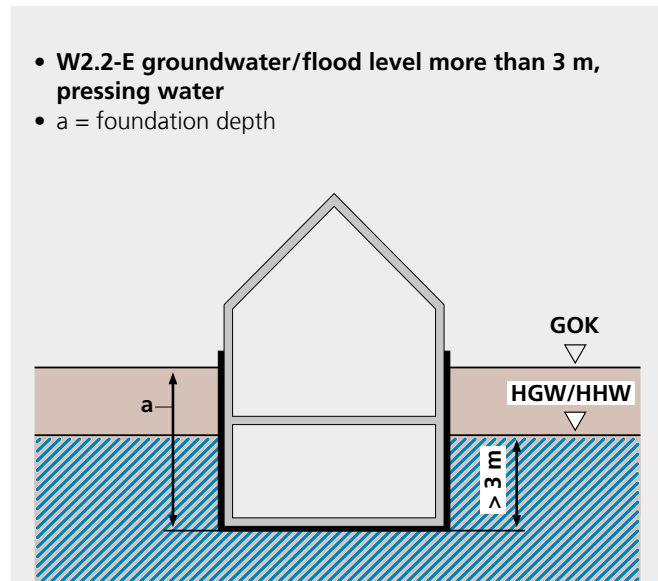 • W2.2-E groundwater/flood level more than 3 m,
pressing water
• a = foundation depth
GOK
HGW/HHW
a
> 3 m